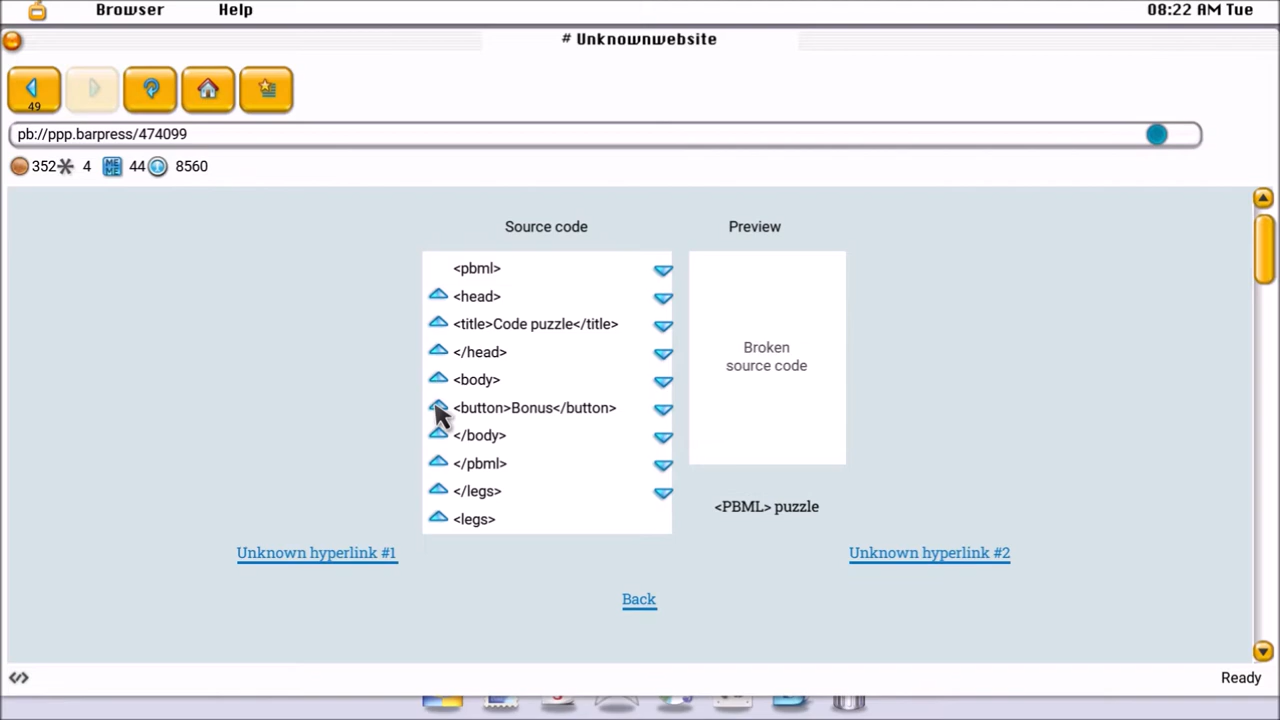 Browser Help 08:22 AM Tue
# Unknownwebsite
49
pb://ppp.barpress/474099
352 4 MEME 44 8560
Source code Preview
<pbml>
<head>
<title>Code puzzle</title>
</head>
<body>
<button>Bonus</button>
</body>
</pbml>
</legs>
<legs>
Broken
source code
<PBML> puzzle
Unknown hyperlink #1 Unknown hyperlink #2
Back
Ready